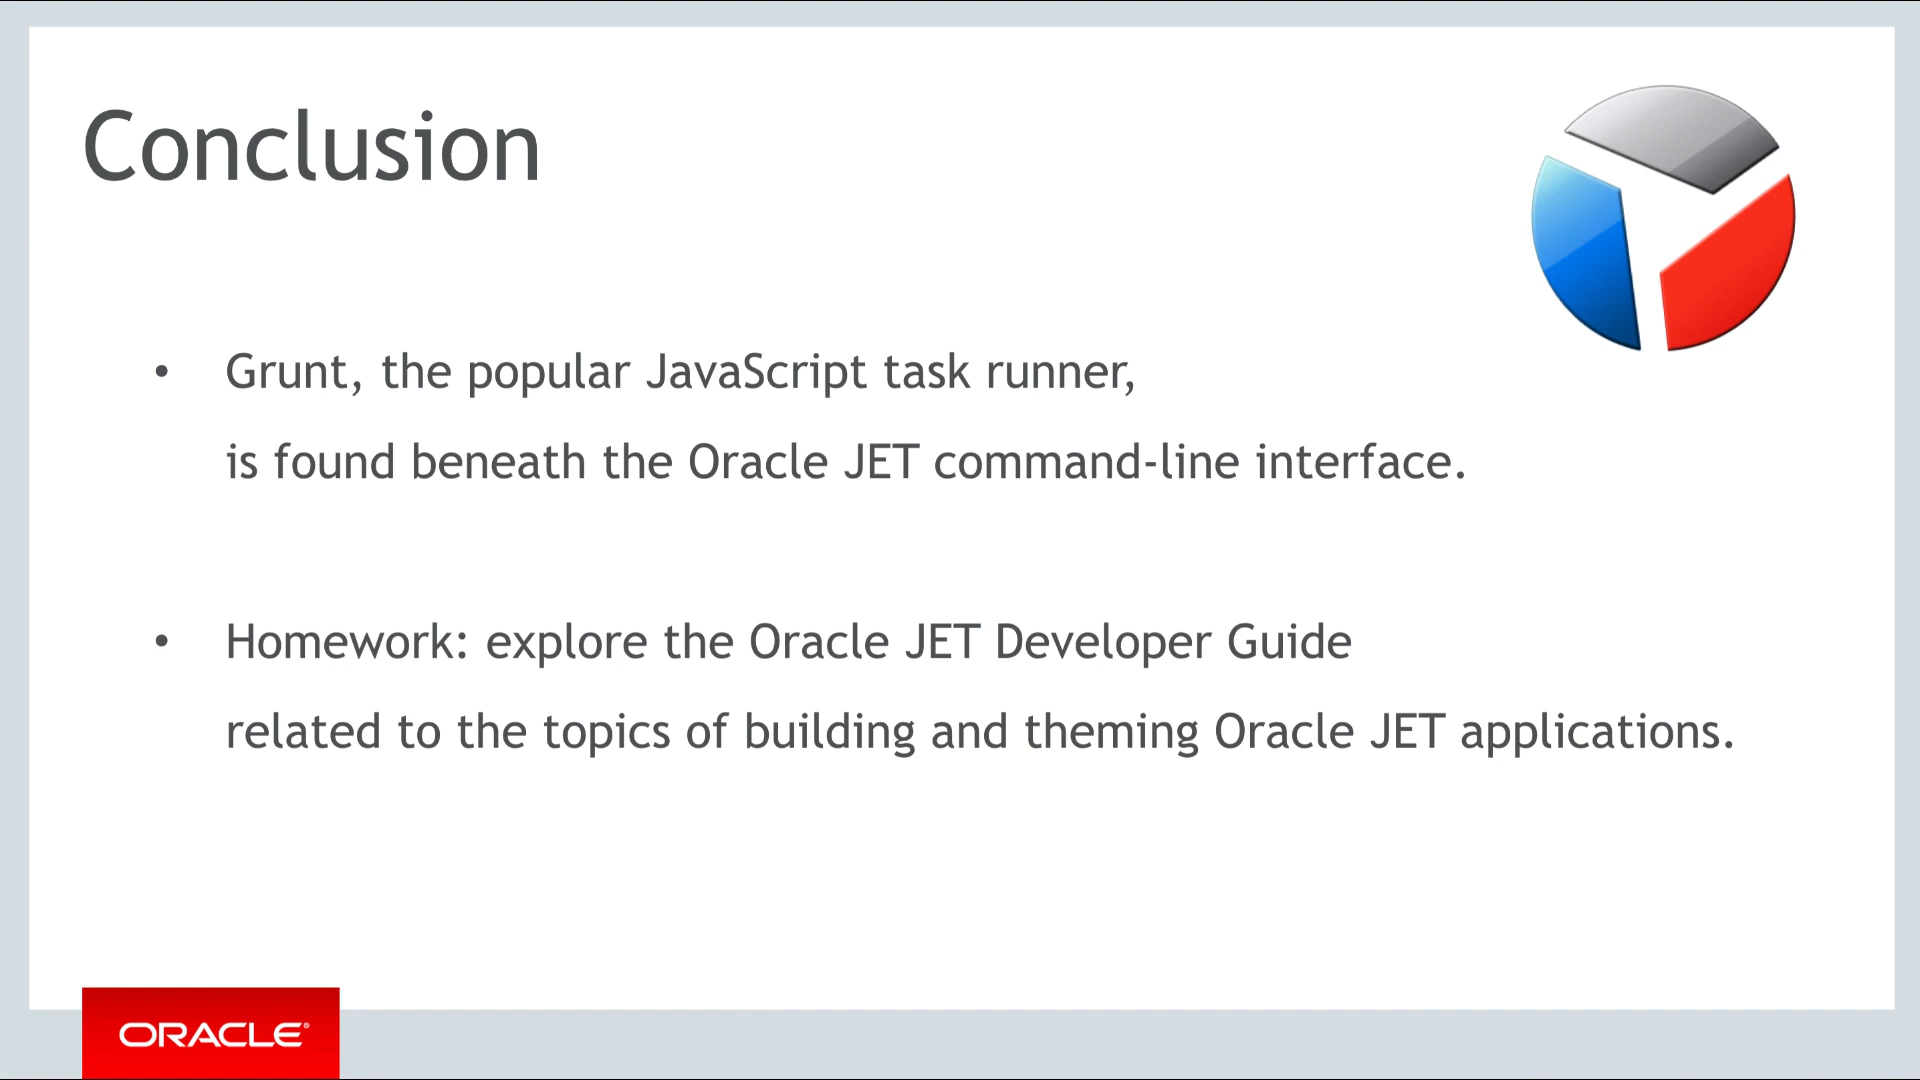 Conclusion
• Grunt, the popular JavaScript task runner,
is found beneath the Oracle JET command-line interface.
• Homework: explore the Oracle JET Developer Guide
related to the topics of building and theming Oracle JET applications.
ORACLE®